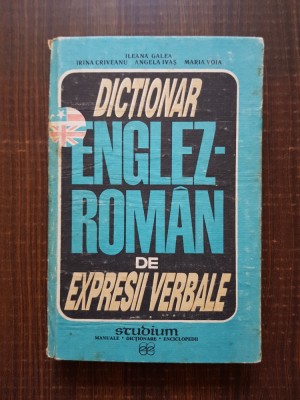 ILEANA GALEA
IRINA CRIVEANU ANGELA IVAȘ MARIA VOIA
DICTIONAR
ENGLEZ-
ROMÂN
DE
EXPRESII VERBALE
studium
MANUALE • DICȚIONARE • ENCICLOPEDII